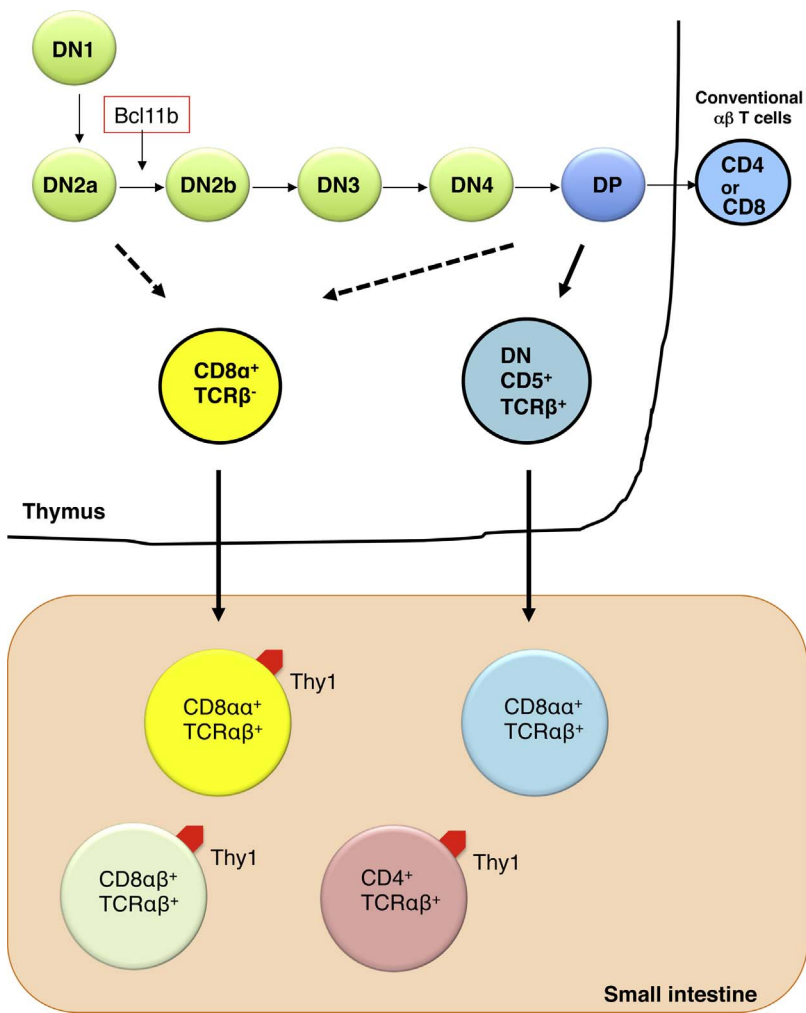 DN1
Bcl11b
Conventional
αβ T cells
DN2a
DN2b
DN3
DN4
DP
CD4
or
CD8
CD8α⁺
TCRβ⁻
DN
CD5⁺
TCRβ⁺
Thymus
CD8αα⁺
TCRαβ⁺
Thy1
CD8αα⁺
TCRαβ⁺
CD8αβ⁺
TCRαβ⁺
Thy1
CD4⁺
TCRαβ⁺
Thy1
Small intestine